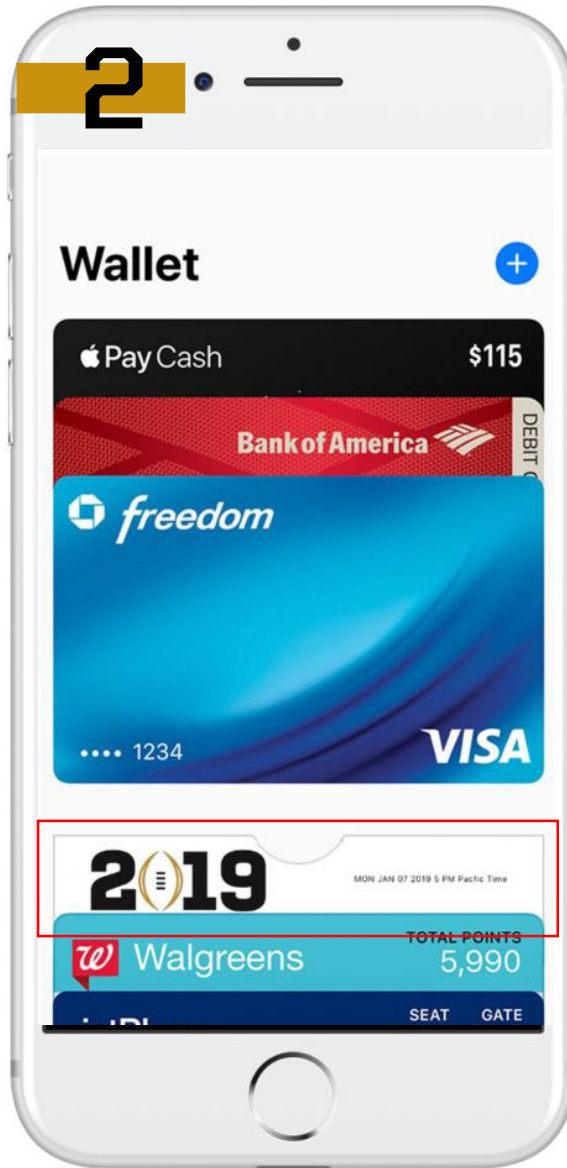 2
Wallet
Pay Cash $115
Bank of America
DEBIT
freedom
•••• 1234
VISA
2019
MON JAN 07 2019 5 PM Pacfic Time
Walgreens
TOTAL POINTS
5,990
SEAT GATE